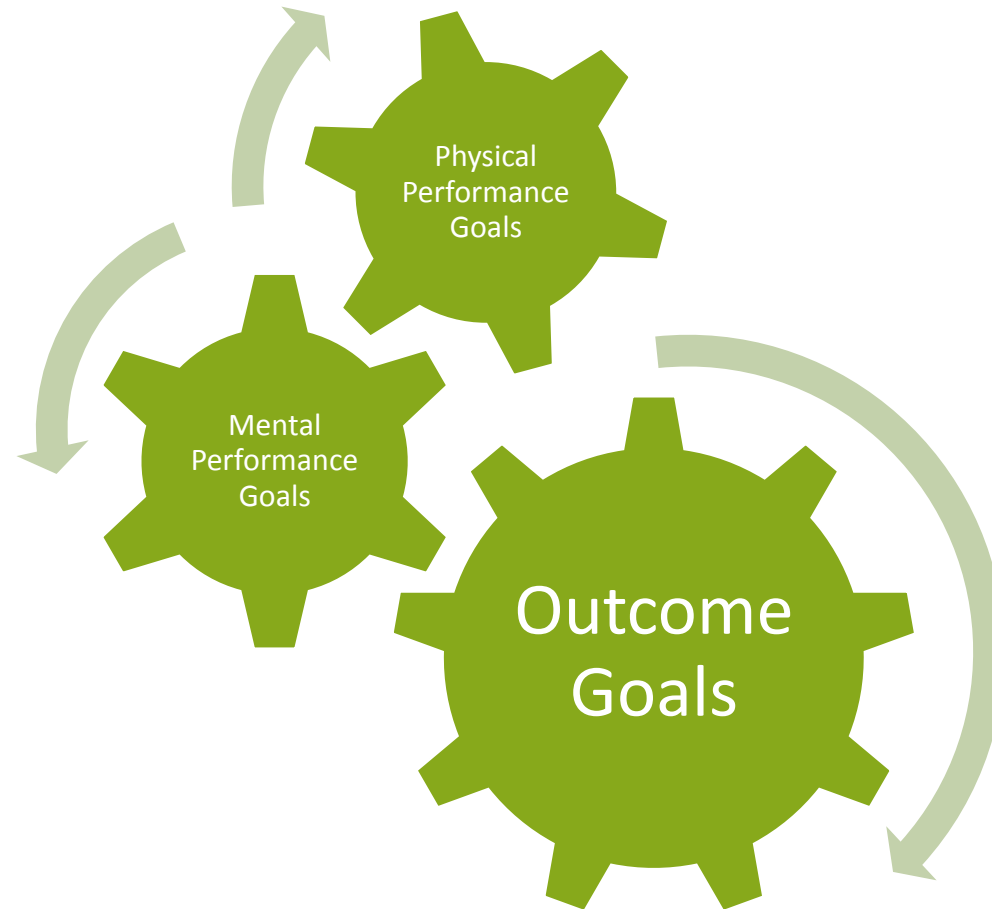 Physical
Performance
Goals
Mental
Performance
Goals
Outcome
Goals